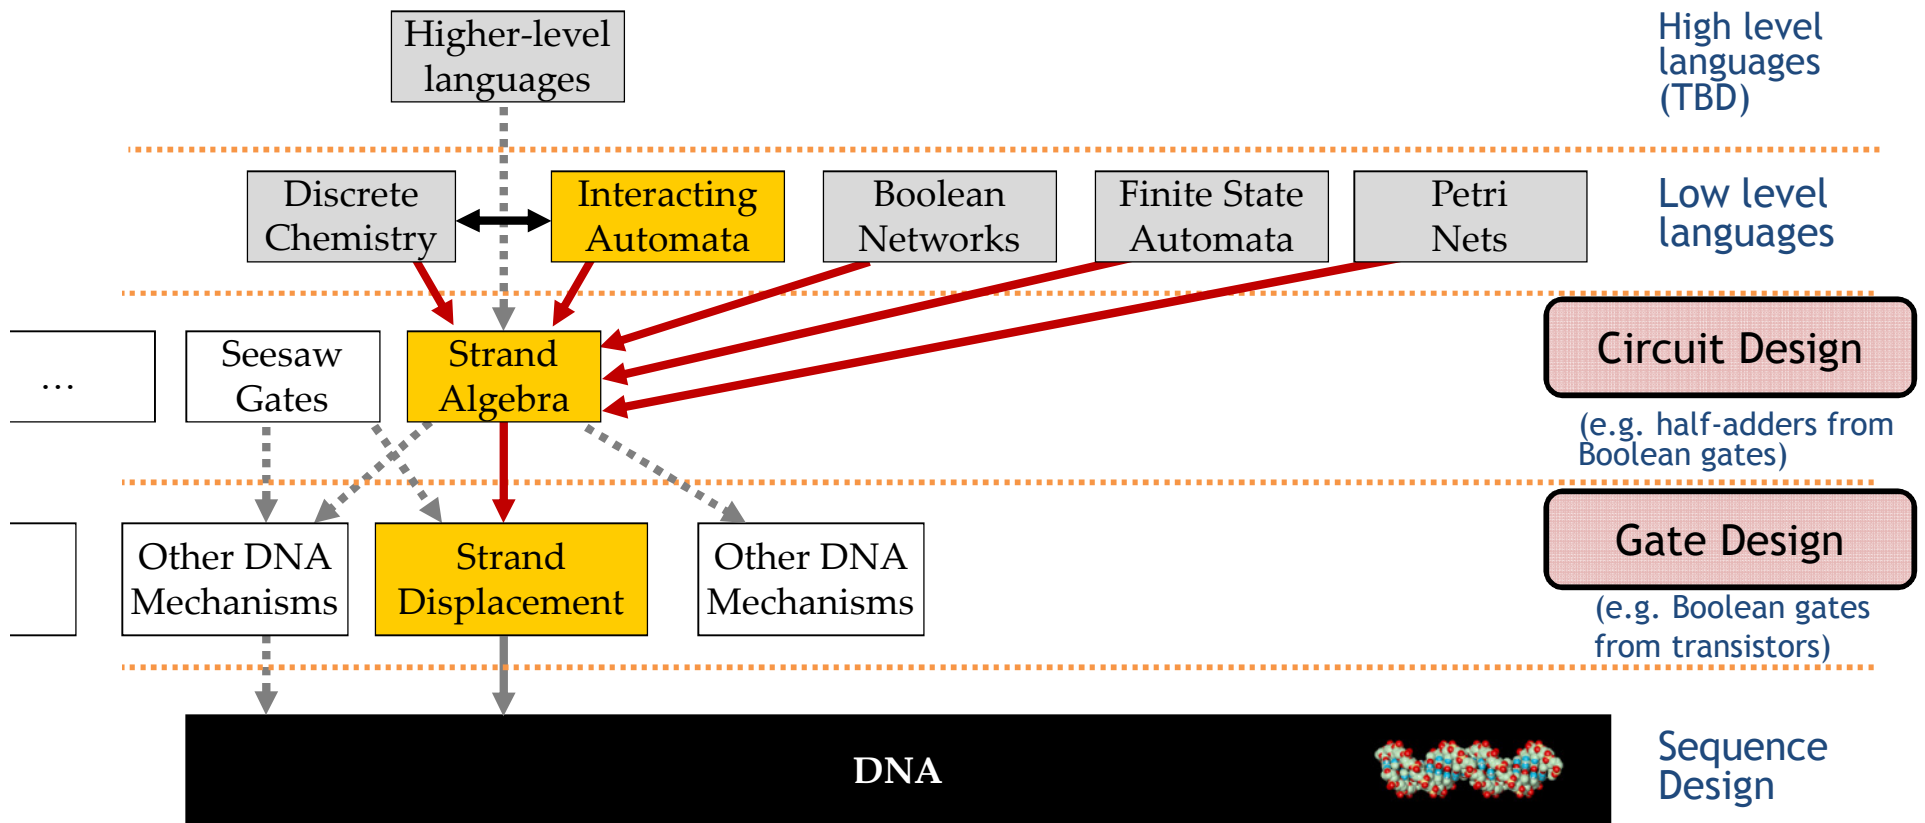 Higher-level
languages
High level
languages
(TBD)
Discrete
Chemistry
Interacting
Automata
Boolean
Networks
Finite State
Automata
Petri
Nets
Low level
languages
...
Seesaw
Gates
Strand
Algebra
Circuit Design
(e.g. half-adders from
Boolean gates)
Other DNA
Mechanisms
Strand
Displacement
Other DNA
Mechanisms
Gate Design
(e.g. Boolean gates
from transistors)
DNA
Sequence
Design